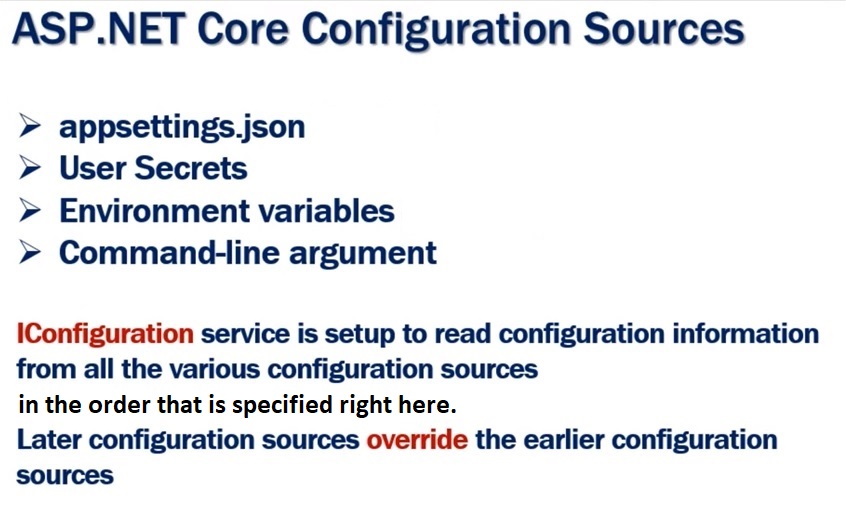 ASP.NET Core Configuration Sources
appsettings.json
User Secrets
Environment variables
Command-line argument
IConfiguration service is setup to read configuration information
from all the various configuration sources
in the order that is specified right here.
Later configuration sources override the earlier configuration
sources